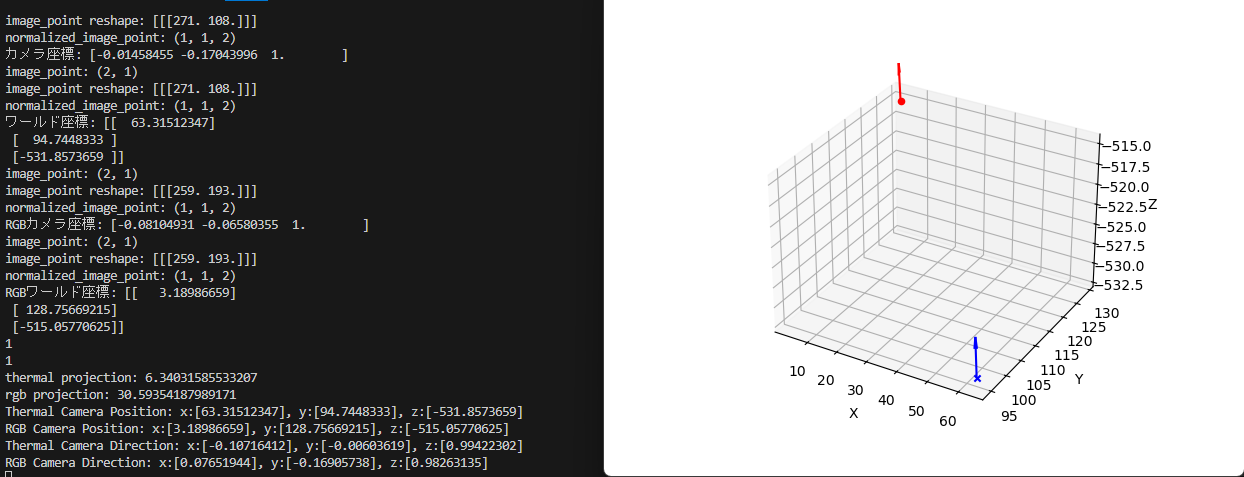 image_point reshape: [[[271. 108.]]]
normalized_image_point: (1, 1, 2)
カメラ座標: [-0.01458455 -0.17043996  1.        ]
image_point: (2, 1)
image_point reshape: [[[271. 108.]]]
normalized_image_point: (1, 1, 2)
ワールド座標: [[  63.31512347]
 [  94.7448333 ]
 [-531.8573659 ]]
image_point: (2, 1)
image_point reshape: [[[259. 193.]]]
normalized_image_point: (1, 1, 2)
RGBカメラ座標: [-0.08104931 -0.06580355  1.        ]
image_point: (2, 1)
image_point reshape: [[[259. 193.]]]
normalized_image_point: (1, 1, 2)
RGBワールド座標: [[   3.18986659]
 [ 128.75669215]
 [-515.05770625]]
1
1
thermal projection: 6.34031585533207
rgb projection: 30.59354187989171
Thermal Camera Position: x:[63.31512347], y:[94.7448333], z:[-531.8573659]
RGB Camera Position: x:[3.18986659], y:[128.75669215], z:[-515.05770625]
Thermal Camera Direction: x:[-0.10716412], y:[-0.00603619], z:[0.99422302]
RGB Camera Direction: x:[0.07651944], y:[-0.16905738], z:[0.98263135]
−515.0
−517.5
−520.0
−522.5
Z
−525.0
−527.5
−530.0
−532.5
130
125
120
115
110
105
100
95
Y
10
20
30
40
50
60
X